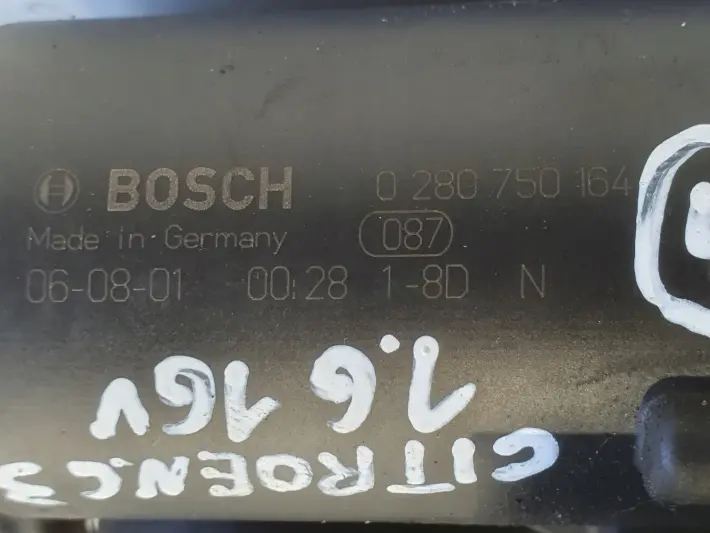 BOSCH 0 280 750 164
Made in Germany 087
06-08-01 00:28 1-8D N
1.6 16V
CITROEN.C3